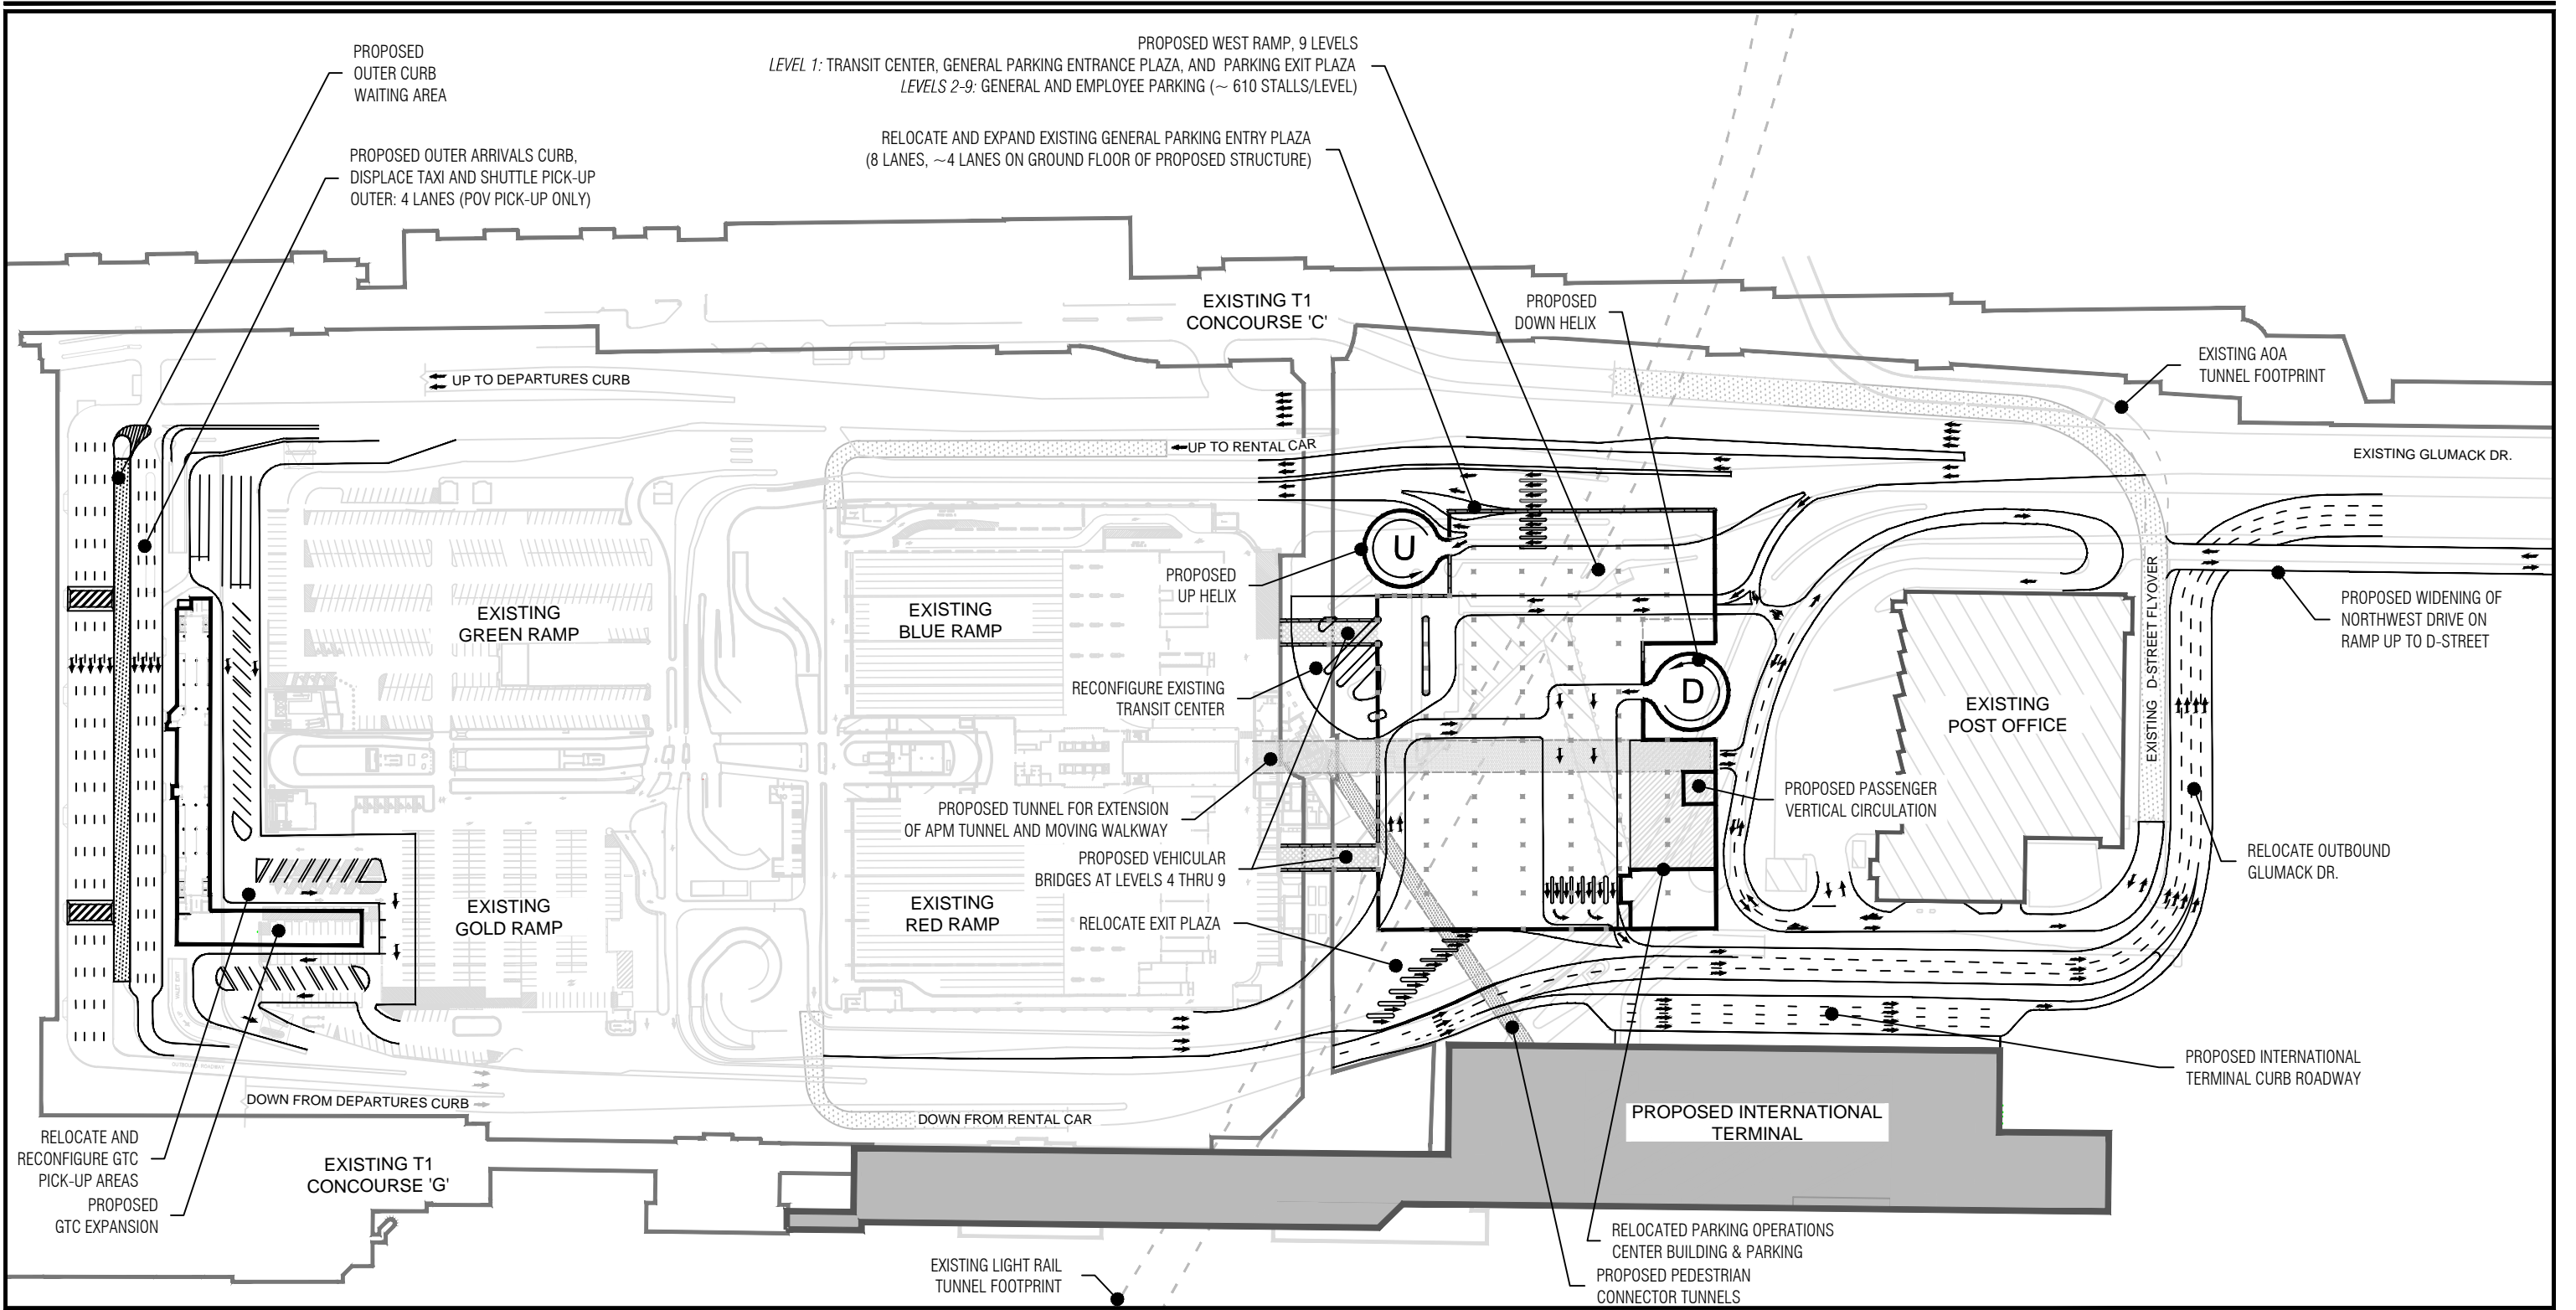 PROPOSED
OUTER CURB
WAITING AREA
PROPOSED WEST RAMP, 9 LEVELS
LEVEL 1: TRANSIT CENTER, GENERAL PARKING ENTRANCE PLAZA, AND PARKING EXIT PLAZA
LEVELS 2-9: GENERAL AND EMPLOYEE PARKING (~ 610 STALLS/LEVEL)
PROPOSED OUTER ARRIVALS CURB,
DISPLACE TAXI AND SHUTTLE PICK-UP
OUTER: 4 LANES (POV PICK-UP ONLY)
RELOCATE AND EXPAND EXISTING GENERAL PARKING ENTRY PLAZA
(8 LANES, ~4 LANES ON GROUND FLOOR OF PROPOSED STRUCTURE)
EXISTING T1
CONCOURSE 'C'
PROPOSED
DOWN HELIX
EXISTING AOA
TUNNEL FOOTPRINT
UP TO DEPARTURES CURB
UP TO RENTAL CAR
EXISTING GLUMACK DR.
U
PROPOSED
UP HELIX
EXISTING
GREEN RAMP
EXISTING
BLUE RAMP
PROPOSED WIDENING OF
NORTHWEST DRIVE ON
RAMP UP TO D-STREET
EXISTING D-STREET FLYOVER
RECONFIGURE EXISTING
TRANSIT CENTER
D
EXISTING
POST OFFICE
PROPOSED TUNNEL FOR EXTENSION
OF APM TUNNEL AND MOVING WALKWAY
PROPOSED PASSENGER
VERTICAL CIRCULATION
PROPOSED VEHICULAR
BRIDGES AT LEVELS 4 THRU 9
RELOCATE OUTBOUND
GLUMACK DR.
EXISTING
GOLD RAMP
EXISTING
RED RAMP
RELOCATE EXIT PLAZA
OUTBOUND ROADWAY
PROPOSED INTERNATIONAL
TERMINAL CURB ROADWAY
DOWN FROM DEPARTURES CURB
DOWN FROM RENTAL CAR
PROPOSED INTERNATIONAL
TERMINAL
RELOCATE AND
RECONFIGURE GTC
PICK-UP AREAS
PROPOSED
GTC EXPANSION
EXISTING T1
CONCOURSE 'G'
EXISTING LIGHT RAIL
TUNNEL FOOTPRINT
RELOCATED PARKING OPERATIONS
CENTER BUILDING & PARKING
PROPOSED PEDESTRIAN
CONNECTOR TUNNELS